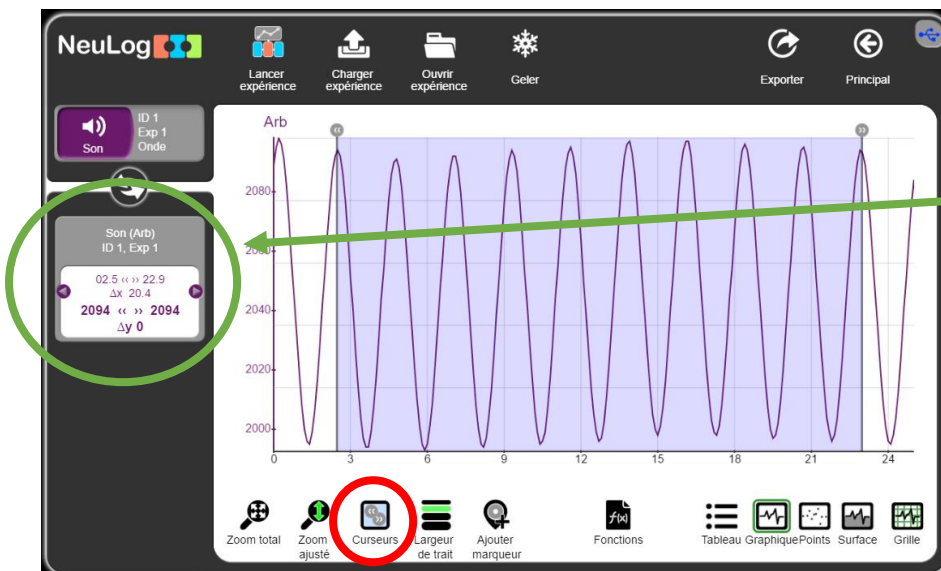 NeuLog
Lancer
expérience
Charger
expérience
Ouvrir
expérience
Geler
Exporter
Principal
Son
ID 1
Exp 1
Onde
Son (Arb)
ID 1, Exp 1
02.5 ‹‹ ›› 22.9
Δx 20.4
2094 ‹‹ ›› 2094
Δy 0
Arb
‹‹ ››
2080
2060
2040
2020
2000
0 3 6 9 12 15 18 21 24
Zoom total
Zoom
ajusté
Curseurs
Largeur
de trait
Ajouter
marqueur
f(x)
Fonctions
Tableau Graphique Points Surface Grille